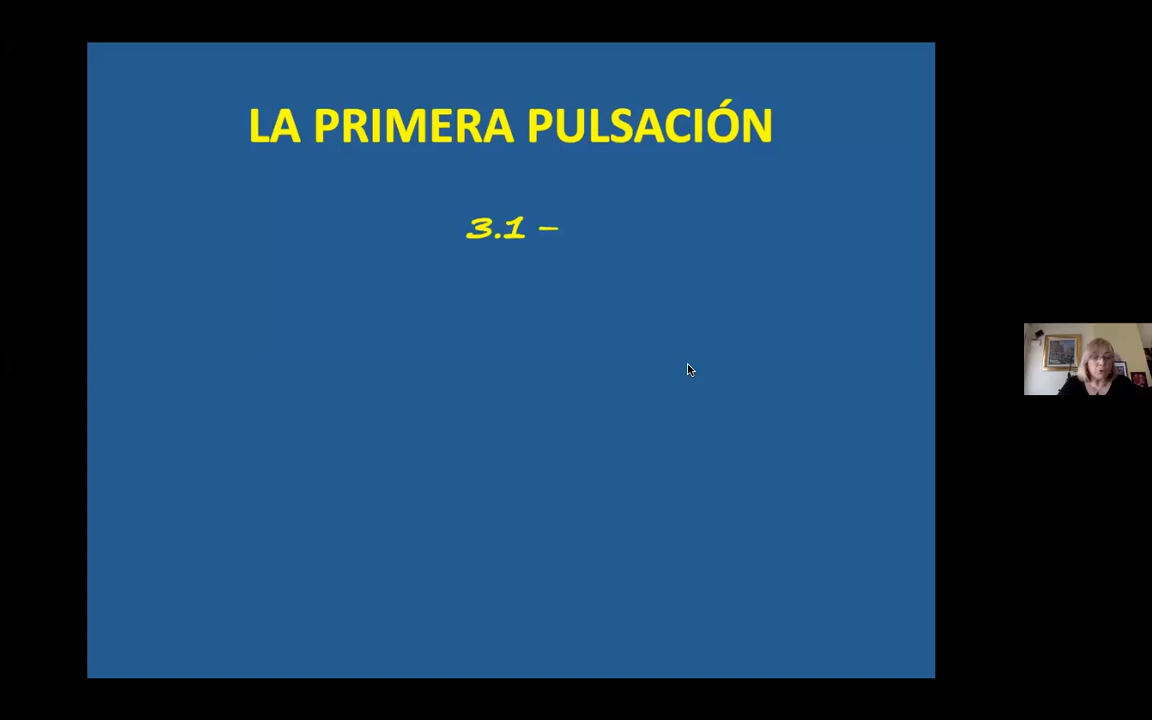 LA PRIMERA PULSACIÓN
3.1 –